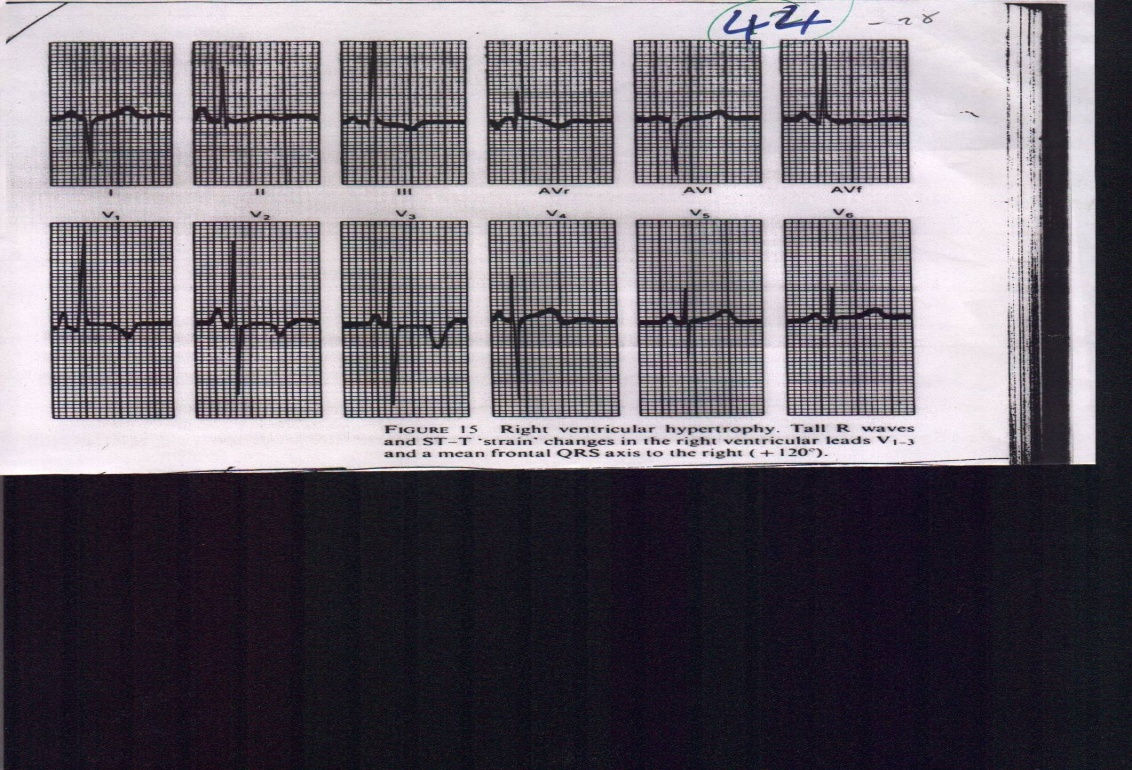 424 - 28
I II III AVr AVl AVf
V1 V2 V3 V4 V5 V6
FIGURE 15 Right ventricular hypertrophy. Tall R waves
and ST–T 'strain' changes in the right ventricular leads V1–3
and a mean frontal QRS axis to the right (+120°).